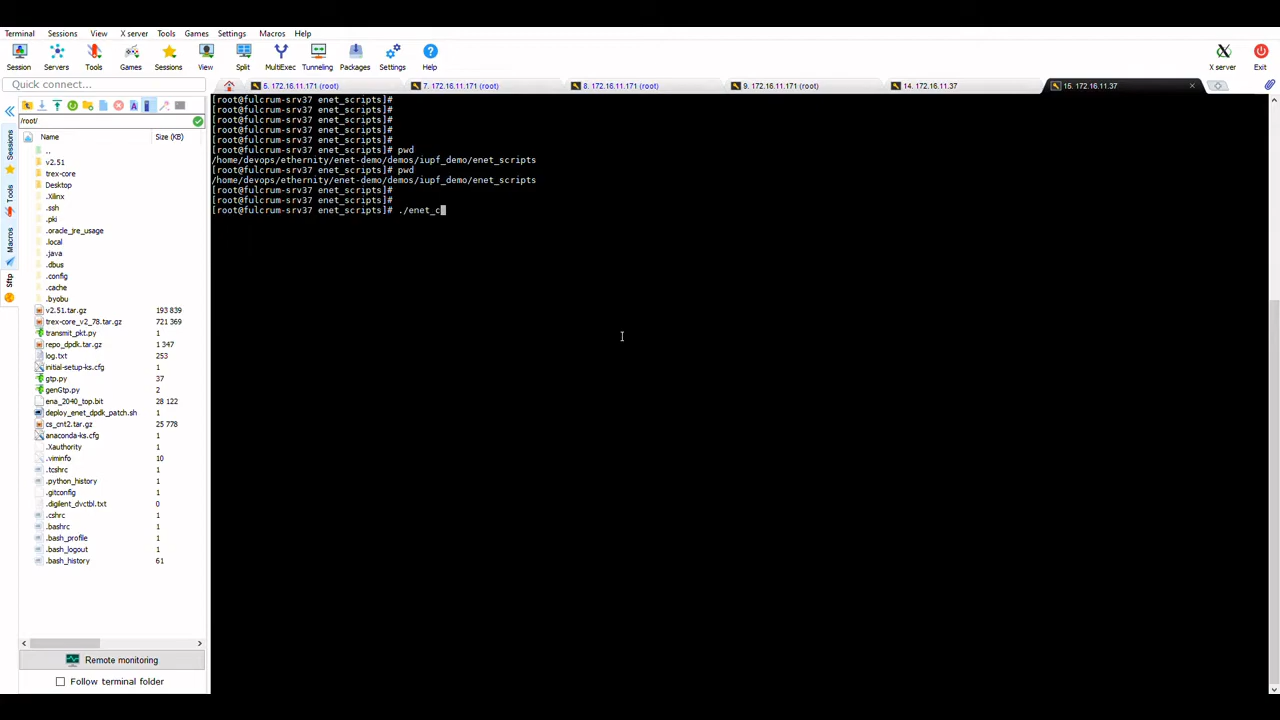 Terminal Sessions View X server Tools Games Settings Macros Help
Session Servers Tools Games Sessions View Split MultiExec Tunneling Packages Settings Help X server Exit
Quick connect...
5. 172.16.11.171 (root) 7. 172.16.11.171 (root) 8. 172.16.11.171 (root) 9. 172.16.11.171 (root) 14. 172.16.11.37 15. 172.16.11.37
Sessions
Tools
Macros
Sftp
/root/
Name Size (KB)
..
v2.51
trex-core
Desktop
.Xilinx
.ssh
.pki
.oracle_jre_usage
.local
.java
.dbus
.config
.cache
.byobu
v2.51.tar.gz 193 839
trex-core_v2_78.tar.gz 721 369
transmit_pkt.py 1
repo_dpdk.tar.gz 1 347
log.txt 253
initial-setup-ks.cfg 1
gtp.py 37
genGtp.py 2
ena_2040_top.bit 28 122
deploy_enet_dpdk_patch.sh 1
cs_cnt2.tar.gz 25 778
anaconda-ks.cfg 1
.Xauthority 1
.viminfo 10
.tcshrc 1
.python_history 1
.gitconfig 1
.digilent_dvctbl.txt 0
.cshrc 1
.bashrc 1
.bash_profile 1
.bash_logout 1
.bash_history 61
Remote monitoring
Follow terminal folder
[root@fulcrum-srv37 enet_scripts]#
[root@fulcrum-srv37 enet_scripts]#
[root@fulcrum-srv37 enet_scripts]#
[root@fulcrum-srv37 enet_scripts]#
[root@fulcrum-srv37 enet_scripts]#
[root@fulcrum-srv37 enet_scripts]# pwd
/home/devops/ethernity/enet-demo/demos/iupf_demo/enet_scripts
[root@fulcrum-srv37 enet_scripts]# pwd
/home/devops/ethernity/enet-demo/demos/iupf_demo/enet_scripts
[root@fulcrum-srv37 enet_scripts]#
[root@fulcrum-srv37 enet_scripts]#
[root@fulcrum-srv37 enet_scripts]# ./enet_c